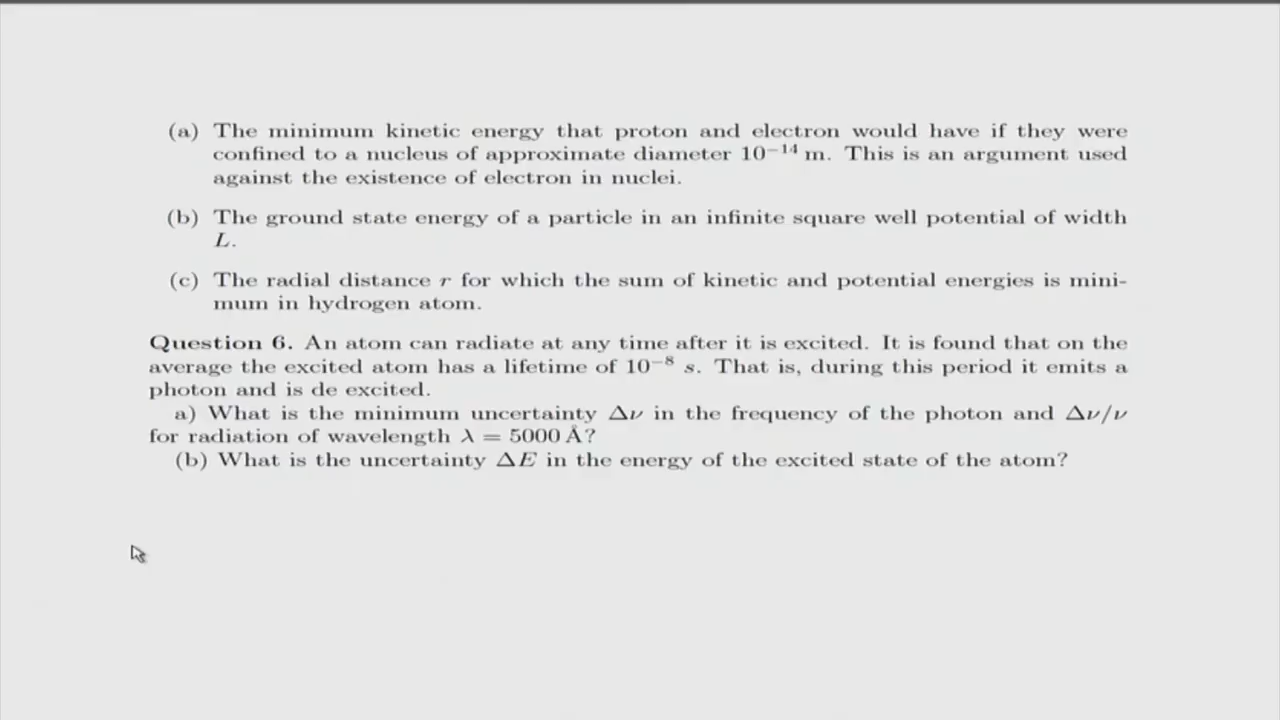 (a) The minimum kinetic energy that proton and electron would have if they were
confined to a nucleus of approximate diameter 10⁻¹⁴ m. This is an argument used
against the existence of electron in nuclei.
(b) The ground state energy of a particle in an infinite square well potential of width
L.
(c) The radial distance r for which the sum of kinetic and potential energies is mini-
mum in hydrogen atom.
Question 6. An atom can radiate at any time after it is excited. It is found that on the
average the excited atom has a lifetime of 10⁻⁸ s. That is, during this period it emits a
photon and is de excited.
a) What is the minimum uncertainty Δν in the frequency of the photon and Δν/ν
for radiation of wavelength λ = 5000 Å?
(b) What is the uncertainty ΔE in the energy of the excited state of the atom?